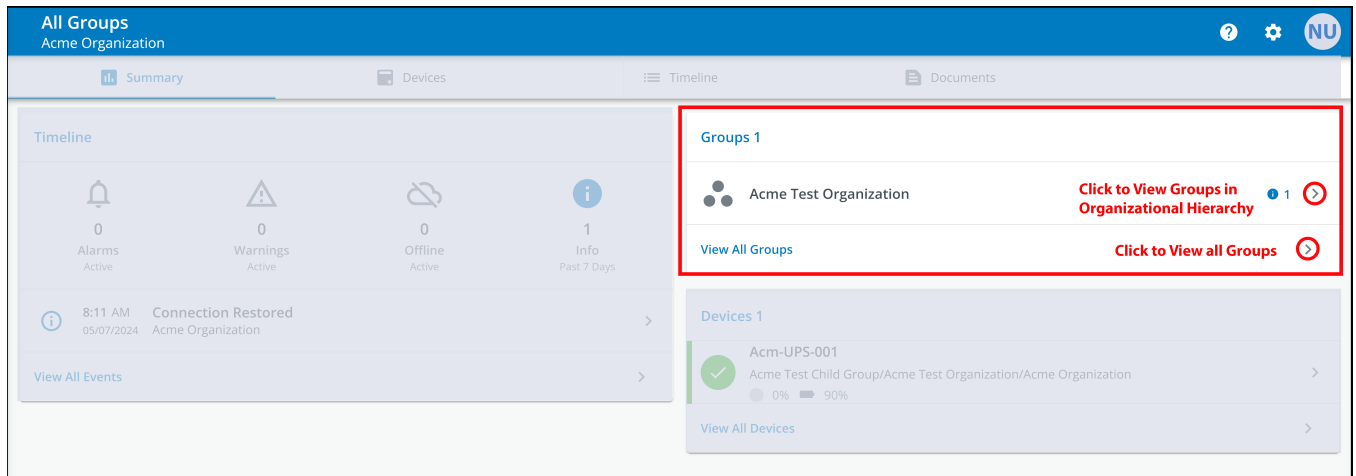 All Groups
Acme Organization
NU
Summary
Devices
Timeline
Documents
Timeline
0
Alarms
Active
0
Warnings
Active
0
Offline
Active
1
Info
Past 7 Days
8:11 AM Connection Restored
05/07/2024 Acme Organization
View All Events
Groups 1
Acme Test Organization
Click to View Groups in
Organizational Hierarchy
1
View All Groups
Click to View all Groups
Devices 1
Acm-UPS-001
Acme Test Child Group/Acme Test Organization/Acme Organization
0% 90%
View All Devices